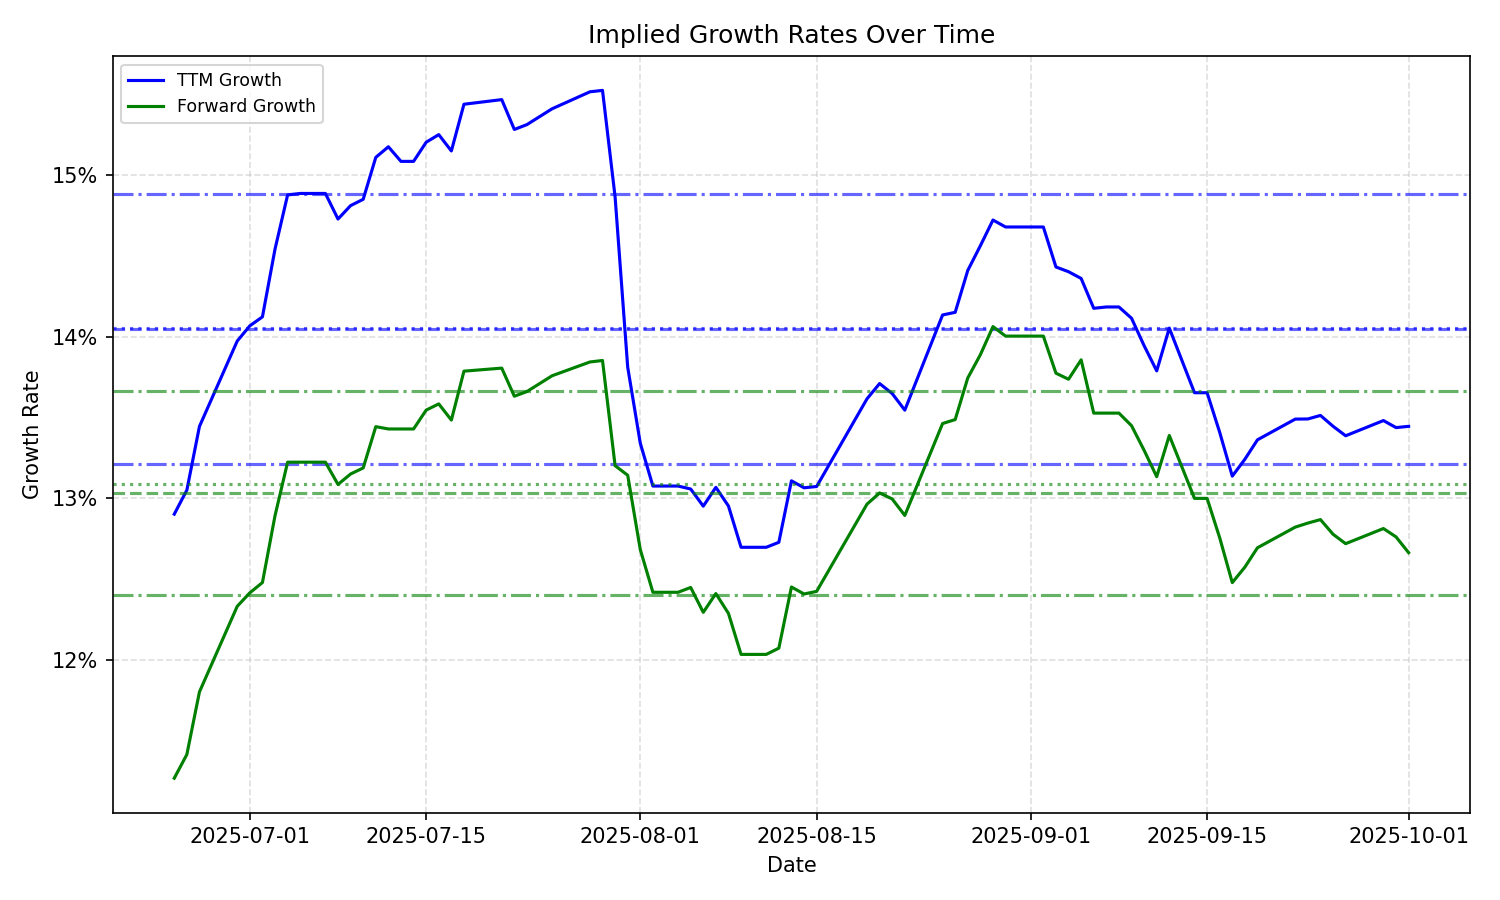 Implied Growth Rates Over Time
TTM Growth
Forward Growth
15%
14%
13%
12%
Growth Rate
2025-07-01
2025-07-15
2025-08-01
2025-08-15
2025-09-01
2025-09-15
2025-10-01
Date